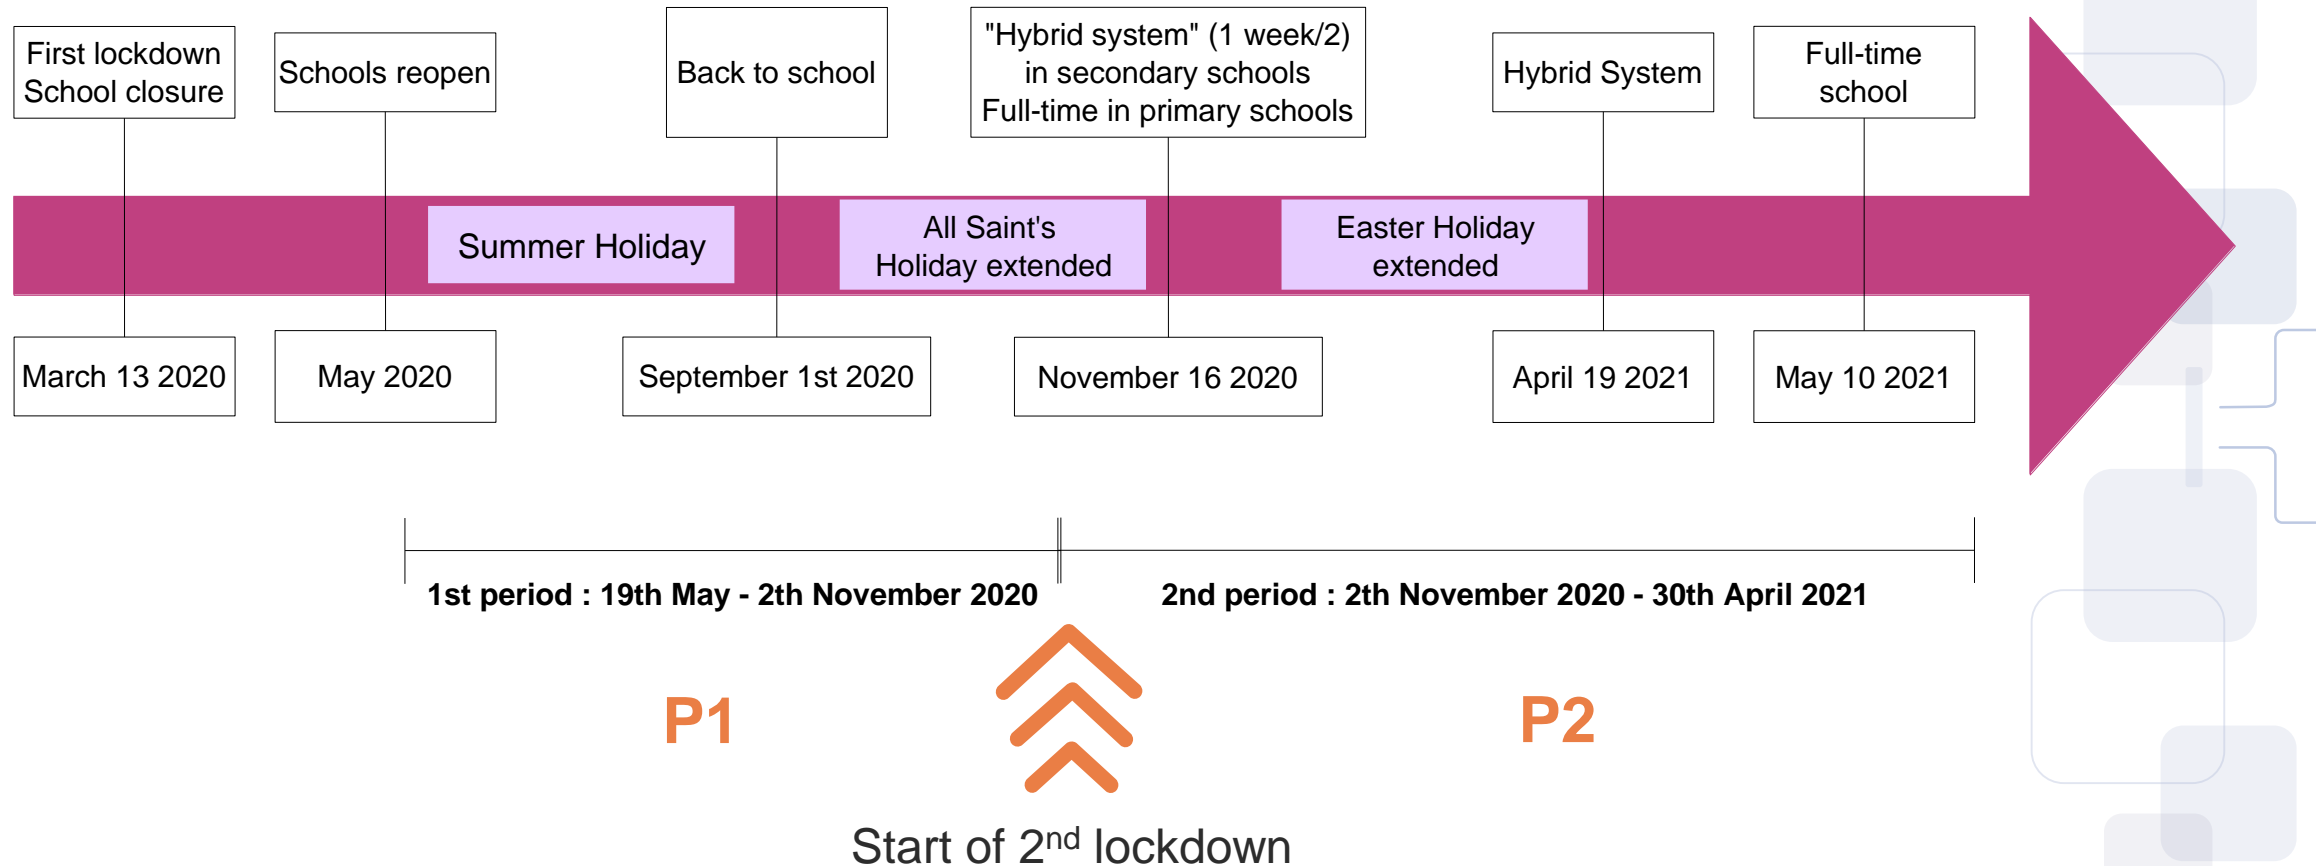 First lockdown
School closure
Schools reopen
Back to school
"Hybrid system" (1 week/2)
in secondary schools
Full-time in primary schools
Hybrid System
Full-time
school
Summer Holiday
All Saint's
Holiday extended
Easter Holiday
extended
March 13 2020
May 2020
September 1st 2020
November 16 2020
April 19 2021
May 10 2021
1st period : 19th May - 2th November 2020
2nd period : 2th November 2020 - 30th April 2021
P1
P2
Start of 2nd lockdown